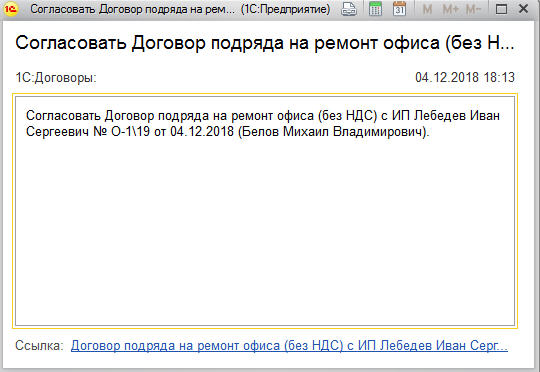 Согласовать Договор подряда на рем... (1С:Предприятие) M M+ M-
Согласовать Договор подряда на ремонт офиса (без Н...
1С:Договоры: 04.12.2018 18:13
Согласовать Договор подряда на ремонт офиса (без НДС) с ИП Лебедев Иван
Сергеевич № О-1\19 от 04.12.2018 (Белов Михаил Владимирович).
Ссылка: Договор подряда на ремонт офиса (без НДС) с ИП Лебедев Иван Серг...